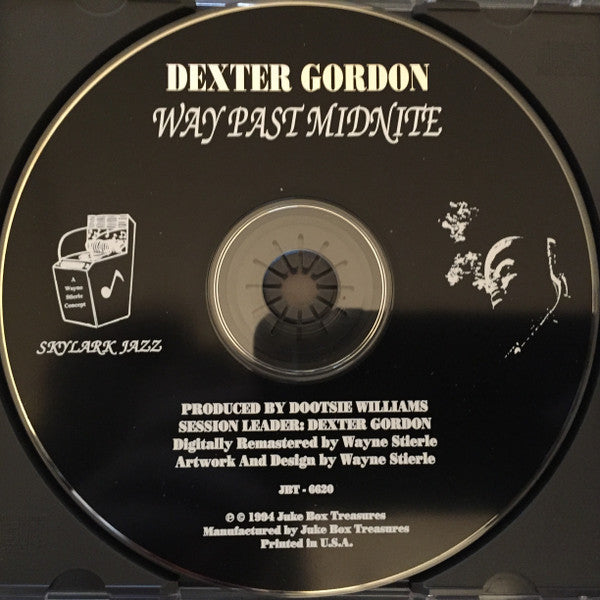 DEXTER GORDON
WAY PAST MIDNITE
A
Wayne
Stierle
Concept
SKYLARK JAZZ
PRODUCED BY DOOTSIE WILLIAMS
SESSION LEADER: DEXTER GORDON
Digitally Remastered by Wayne Stierle
Artwork And Design by Wayne Stierle
JBT - 6620
℗ © 1994 Juke Box Treasures
Manufactured by Juke Box Treasures
Printed in U.S.A.